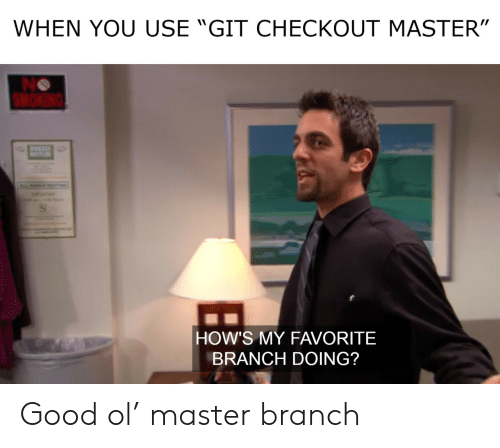 WHEN YOU USE “GIT CHECKOUT MASTER”
NO
SMOKING
HOW'S MY FAVORITE
BRANCH DOING?
Good ol’ master branch